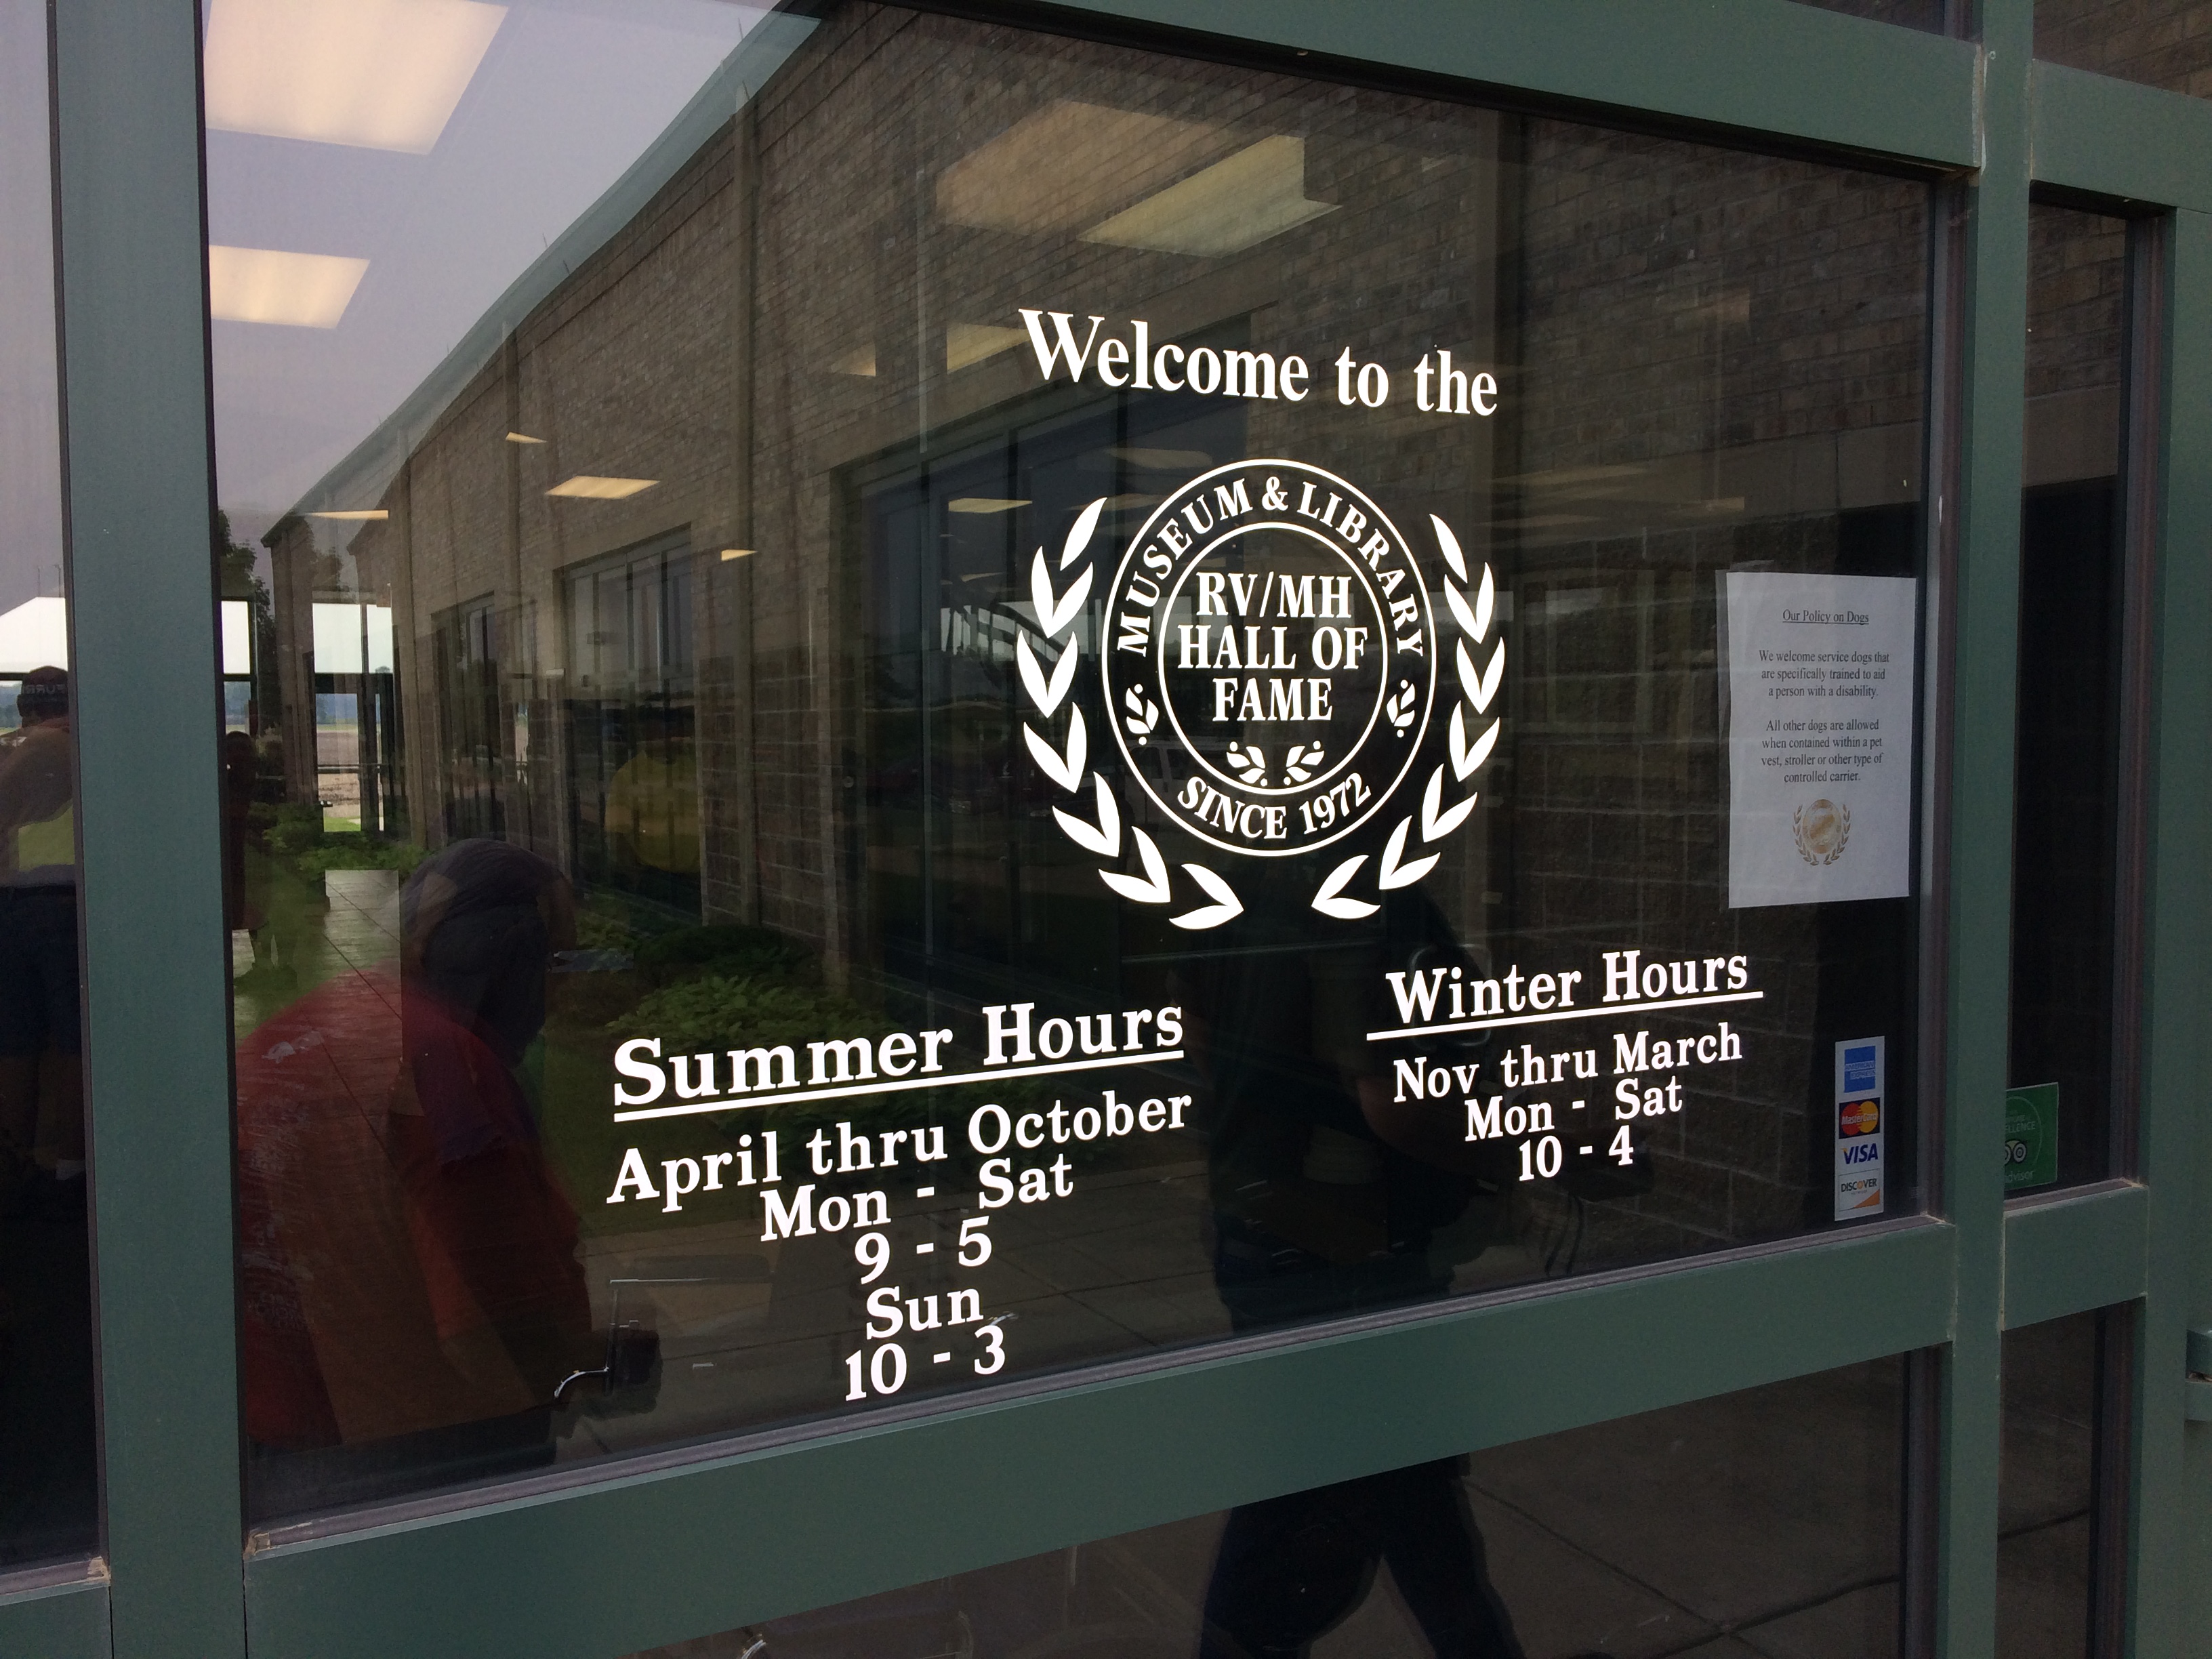 Welcome to the
MUSEUM & LIBRARY
RV/MH
HALL OF
FAME
SINCE 1972
Our Policy on Dogs
We welcome service dogs that
are specifically trained to aid
a person with a disability.
All other dogs are allowed
when contained within a pet
vest, stroller or other type of
controlled carrier.
Summer Hours
April thru October
Mon - Sat
9 - 5
Sun
10 - 3
Winter Hours
Nov thru March
Mon - Sat
10 - 4
AMERICAN
EXPRESS
MasterCard
VISA
DISCOVER